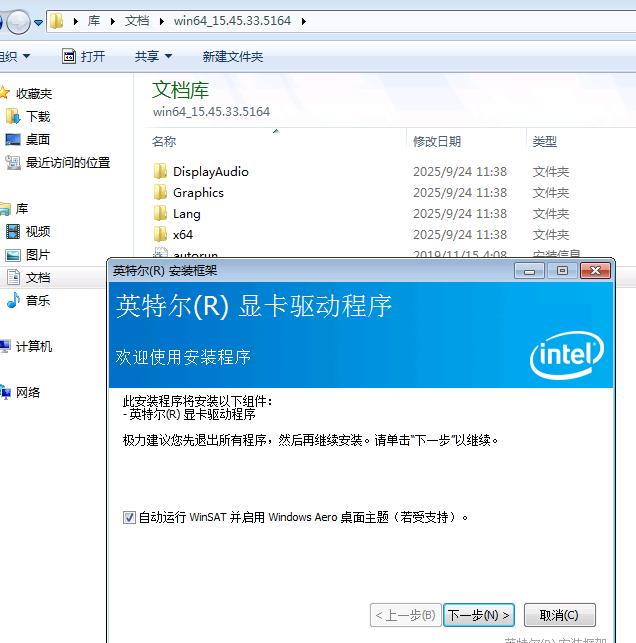 库 文档 win64_15.45.33.5164
组织 打开 共享 新建文件夹
收藏夹
下载
桌面
最近访问的位置
库
视频
图片
文档
音乐
计算机
网络
文档库
win64_15.45.33.5164
名称 修改日期 类型
DisplayAudio 2025/9/24 11:38 文件夹
Graphics 2025/9/24 11:38 文件夹
Lang 2025/9/24 11:38 文件夹
x64 2025/9/24 11:38 文件夹
autorun 2019/11/15 4:08 安装信息
英特尔(R) 安装框架
英特尔(R) 显卡驱动程序
欢迎使用安装程序
intel
此安装程序将安装以下组件：
- 英特尔(R) 显卡驱动程序
极力建议您先退出所有程序，然后再继续安装。请单击“下一步”以继续。
自动运行 WinSAT 并启用 Windows Aero 桌面主题（若受支持）。
< 上一步(B) 下一步(N) > 取消(C)
英特尔(R) 安装框架